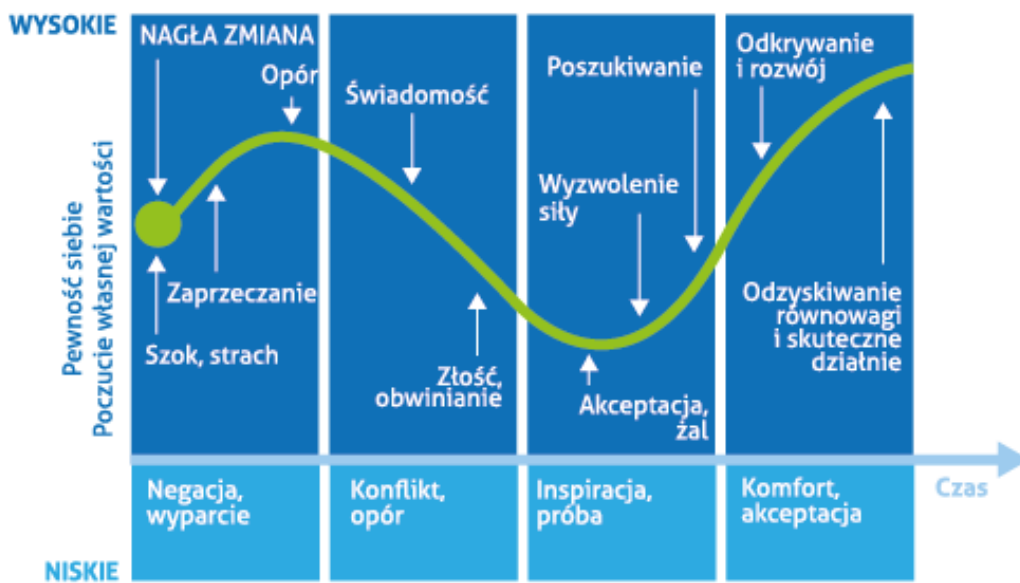 WYSOKIE
NAGŁA ZMIANA
Opór
Świadomość
Poszukiwanie
Odkrywanie
i rozwój
Wyzwolenie
siły
Pewność siebie
Poczucie własnej wartości
Zaprzeczanie
Szok, strach
Złość,
obwinianie
Akceptacja,
żal
Odzyskiwanie
równowagi
i skuteczne
działnie
Negacja,
wyparcie
Konflikt,
opór
Inspiracja,
próba
Komfort,
akceptacja
Czas
NISKIE